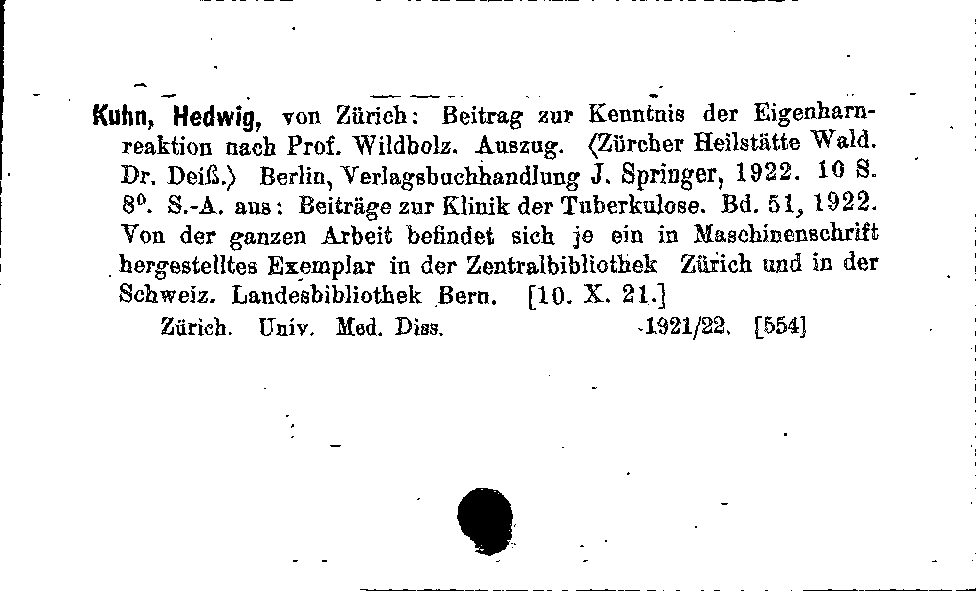 Kuhn, Hedwig, von Zürich: Beitrag zur Kenntnis der Eigenharn-
reaktion nach Prof. Wildbolz. Auszug. ⟨Zürcher Heilstätte Wald.
Dr. Deiß.⟩ Berlin, Verlagsbuchhandlung J. Springer, 1922. 10 S.
8⁰. S.-A. aus: Beiträge zur Klinik der Tuberkulose. Bd. 51, 1922.
Von der ganzen Arbeit befindet sich je ein in Maschinenschrift
hergestelltes Exemplar in der Zentralbibliothek Zürich und in der
Schweiz. Landesbibliothek Bern. [10. X. 21.]
Zürich. Univ. Med. Diss. 1921/22. [554]